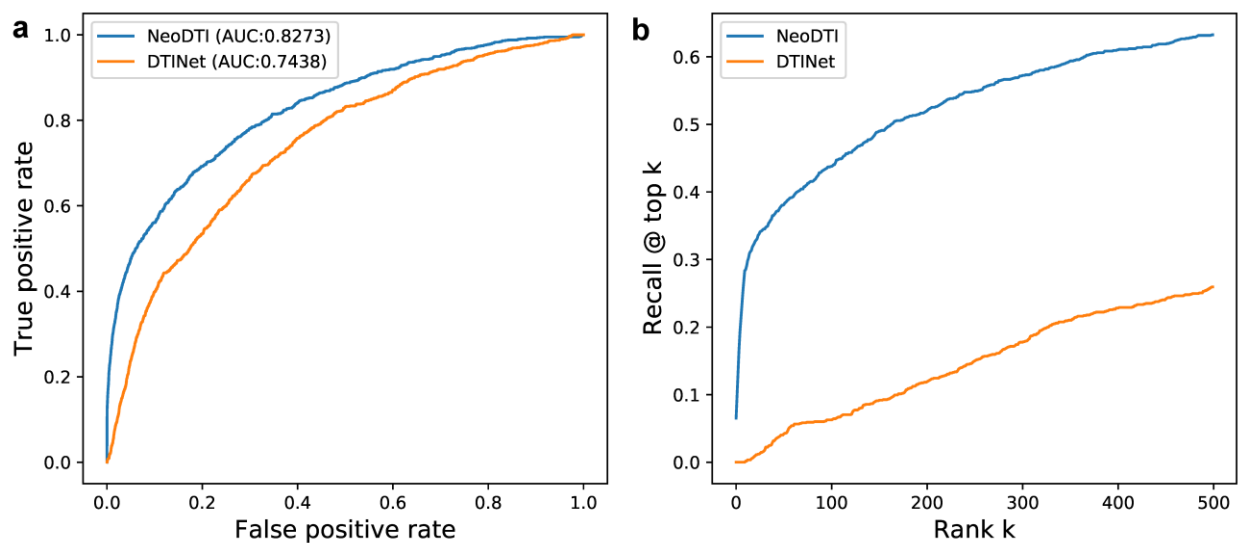 a
NeoDTI (AUC:0.8273)
DTINet (AUC:0.7438)
1.0
0.8
0.6
0.4
0.2
0.0
True positive rate
0.0 0.2 0.4 0.6 0.8 1.0
False positive rate
b
NeoDTI
DTINet
0.6
0.5
0.4
0.3
0.2
0.1
0.0
Recall @ top k
0 100 200 300 400 500
Rank k